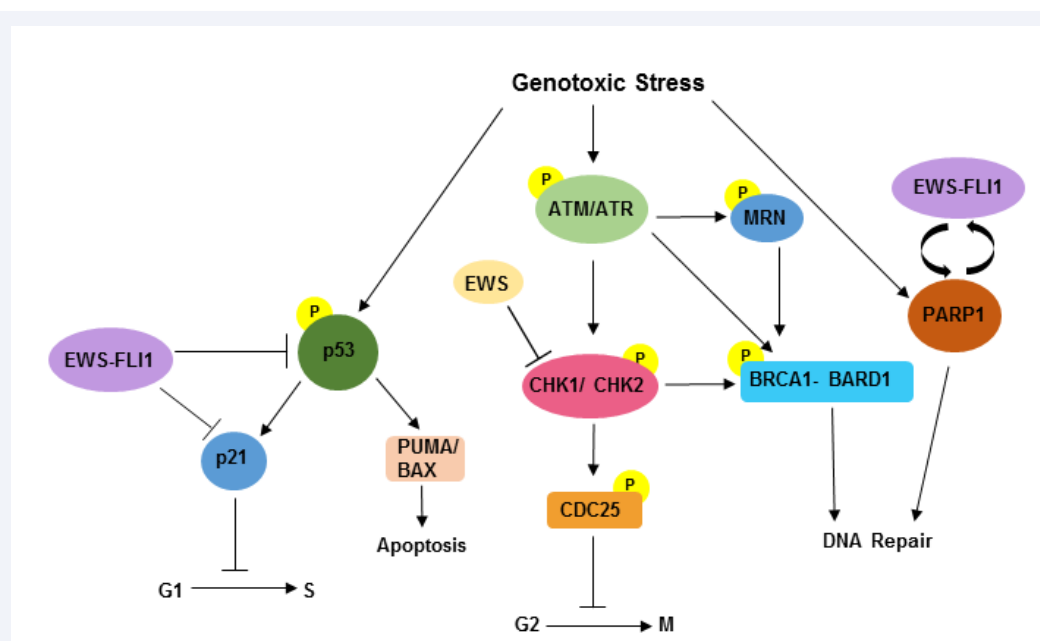 Genotoxic Stress
P
ATM/ATR
P
MRN
EWS-FLI1
EWS
P
p53
PARP1
EWS-FLI1
P
CHK1/ CHK2
P
BRCA1- BARD1
p21
PUMA/
BAX
P
CDC25
Apoptosis
DNA Repair
G1
S
G2
M